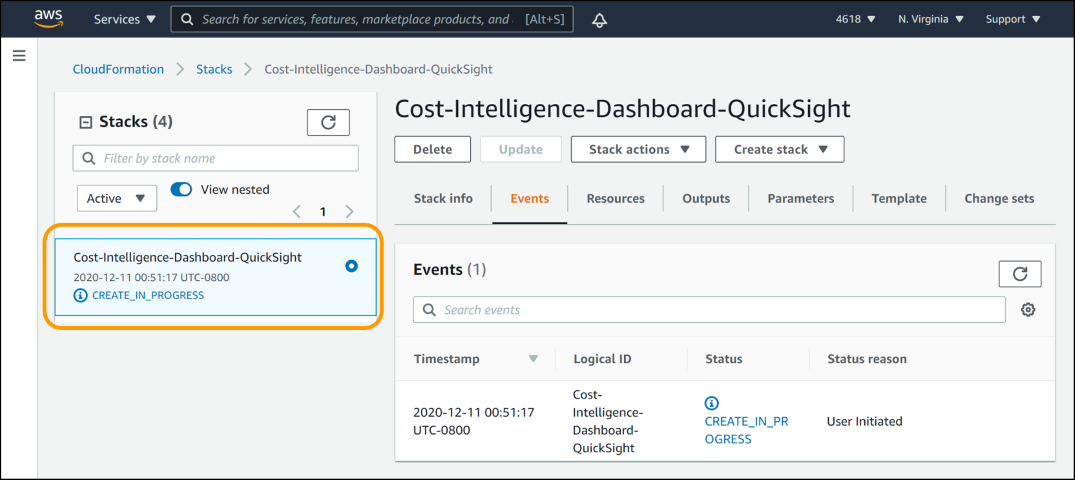 aws
Services ▼
Search for services, features, marketplace products, and [Alt+S]
4618 ▼
N. Virginia ▼
Support ▼
CloudFormation > Stacks > Cost-Intelligence-Dashboard-QuickSight
Stacks (4)
Filter by stack name
Active ▼
View nested
< 1 >
Cost-Intelligence-Dashboard-QuickSight
2020-12-11 00:51:17 UTC-0800
CREATE_IN_PROGRESS
Cost-Intelligence-Dashboard-QuickSight
Delete
Update
Stack actions ▼
Create stack ▼
Stack info
Events
Resources
Outputs
Parameters
Template
Change sets
Events (1)
Search events
Timestamp ▼
Logical ID
Status
Status reason
2020-12-11 00:51:17
UTC-0800
Cost-
Intelligence-
Dashboard-
QuickSight
CREATE_IN_PR
OGRESS
User Initiated